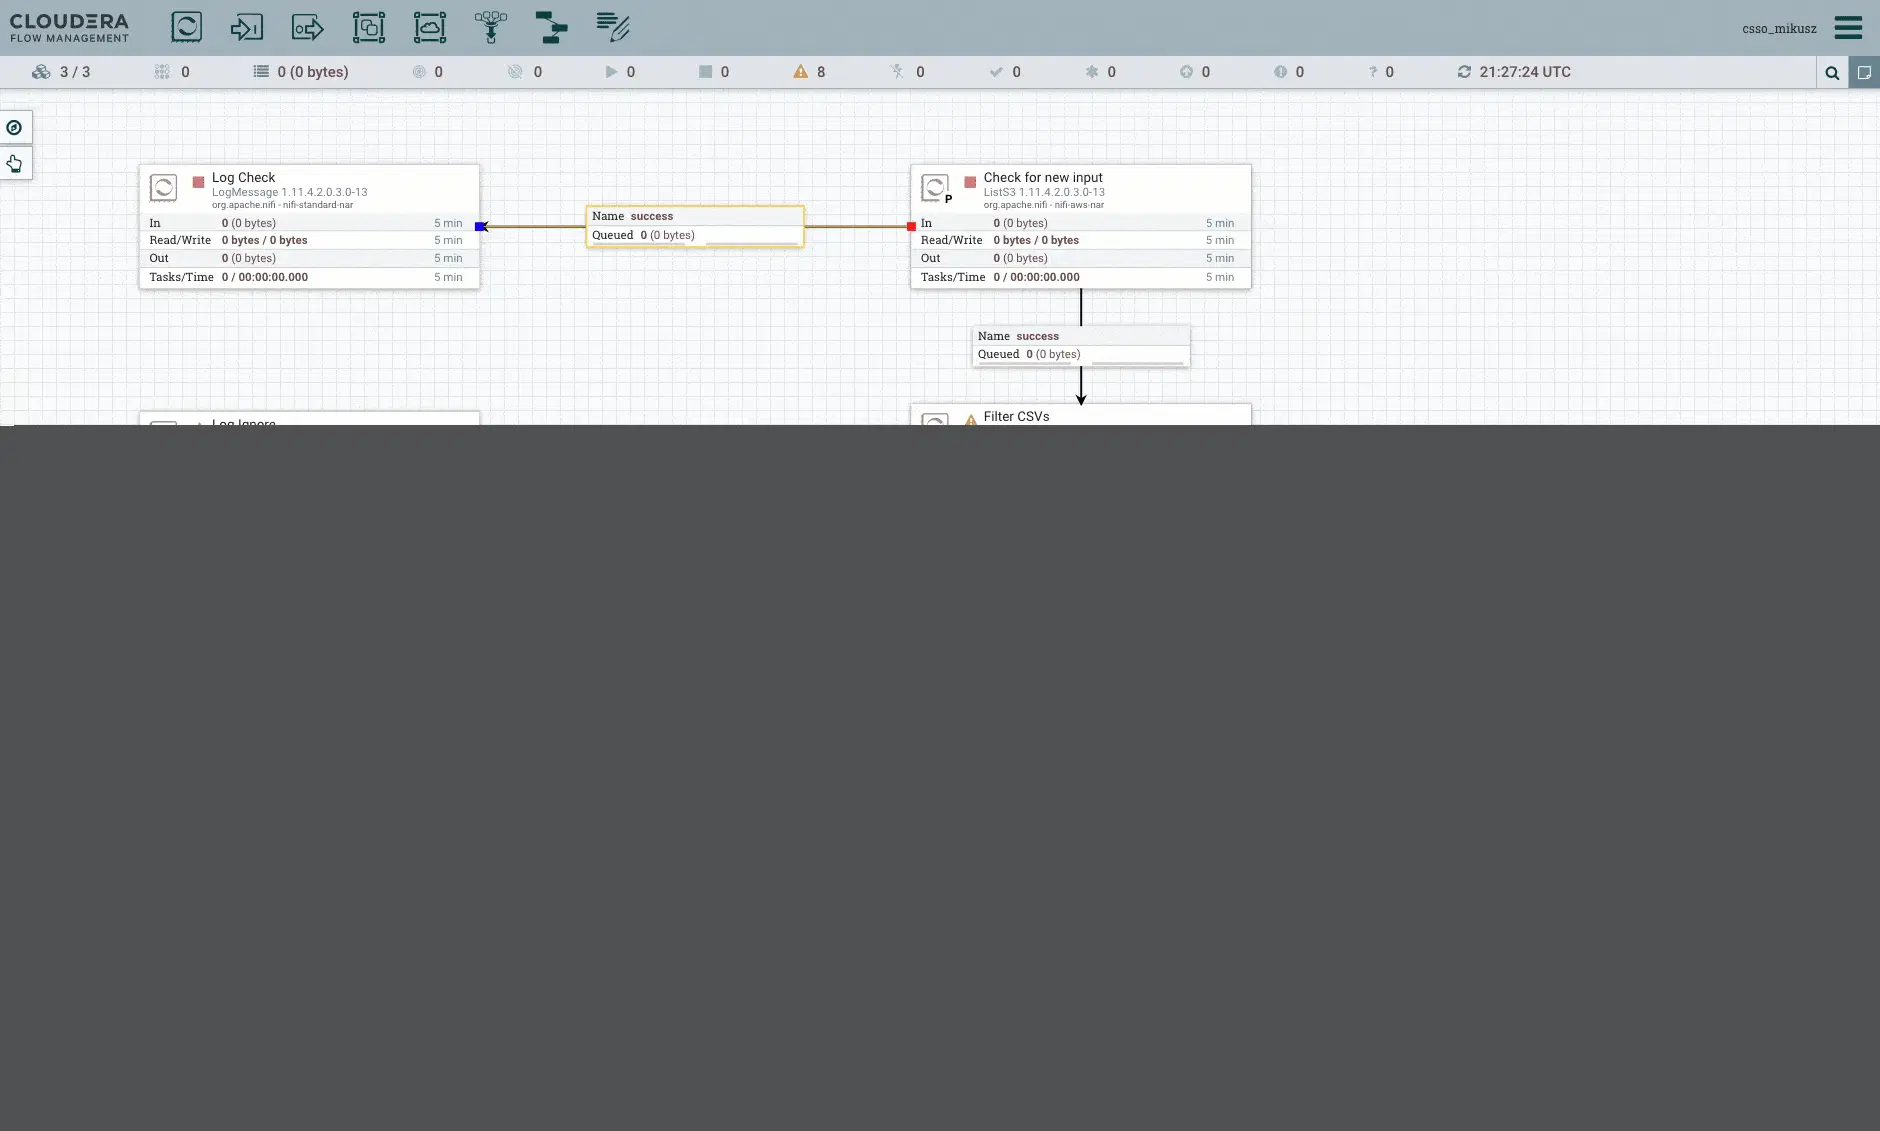 CLOUDERA
FLOW MANAGEMENT
csso_mikusz
3 / 3 0 0 (0 bytes) 0 0 0 0 8 0 0 0 0 0 ? 0 21:27:24 UTC
Log Check
LogMessage 1.11.4.2.0.3.0-13
org.apache.nifi - nifi-standard-nar
In 0 (0 bytes) 5 min
Read/Write 0 bytes / 0 bytes 5 min
Out 0 (0 bytes) 5 min
Tasks/Time 0 / 00:00:00.000 5 min
Name success
Queued 0 (0 bytes)
P
Check for new input
ListS3 1.11.4.2.0.3.0-13
org.apache.nifi - nifi-aws-nar
In 0 (0 bytes) 5 min
Read/Write 0 bytes / 0 bytes 5 min
Out 0 (0 bytes) 5 min
Tasks/Time 0 / 00:00:00.000 5 min
Name success
Queued 0 (0 bytes)
Log Ignore
Filter CSVs